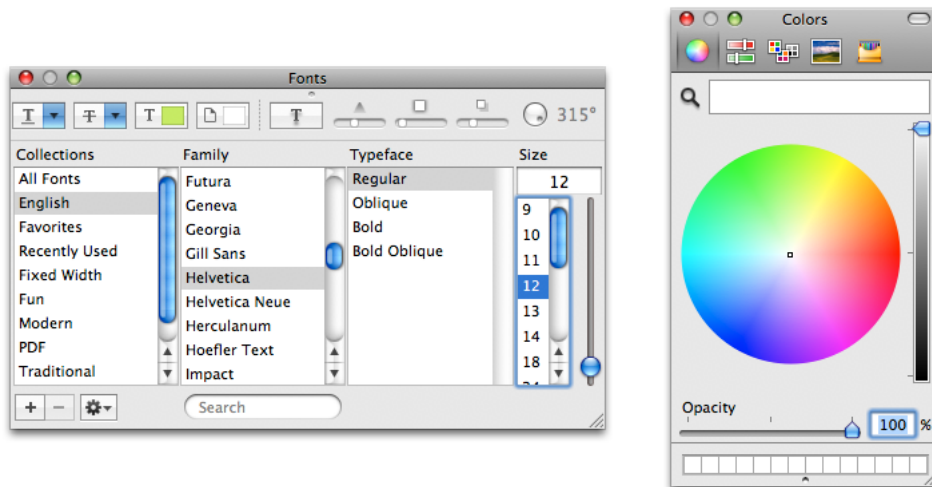 Fonts
T
T
T
T
315°
Collections
Family
Typeface
Size
All Fonts
English
Favorites
Recently Used
Fixed Width
Fun
Modern
PDF
Traditional
Futura
Geneva
Georgia
Gill Sans
Helvetica
Helvetica Neue
Herculanum
Hoefler Text
Impact
Regular
Oblique
Bold
Bold Oblique
12
9
10
11
12
13
14
18
Search
Colors
Opacity
100 %